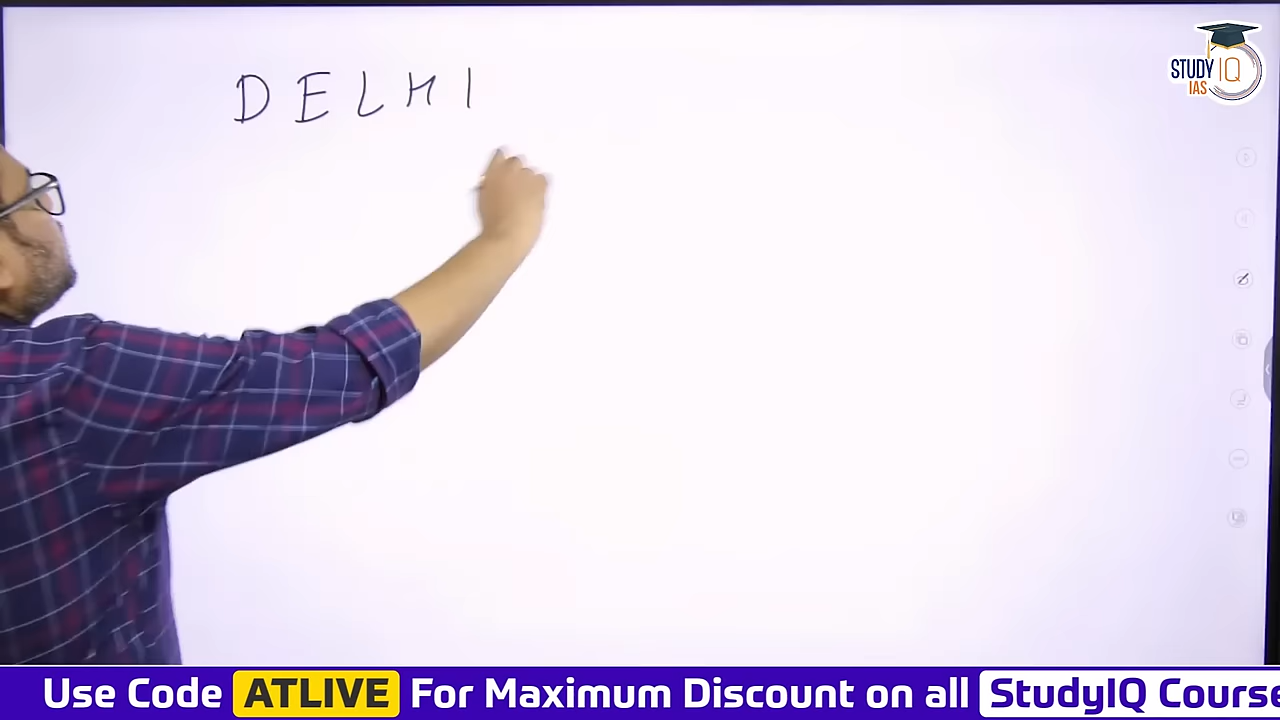 DELHI
STUDY IQ
IAS
Use Code ATLIVE For Maximum Discount on all StudyIQ Course